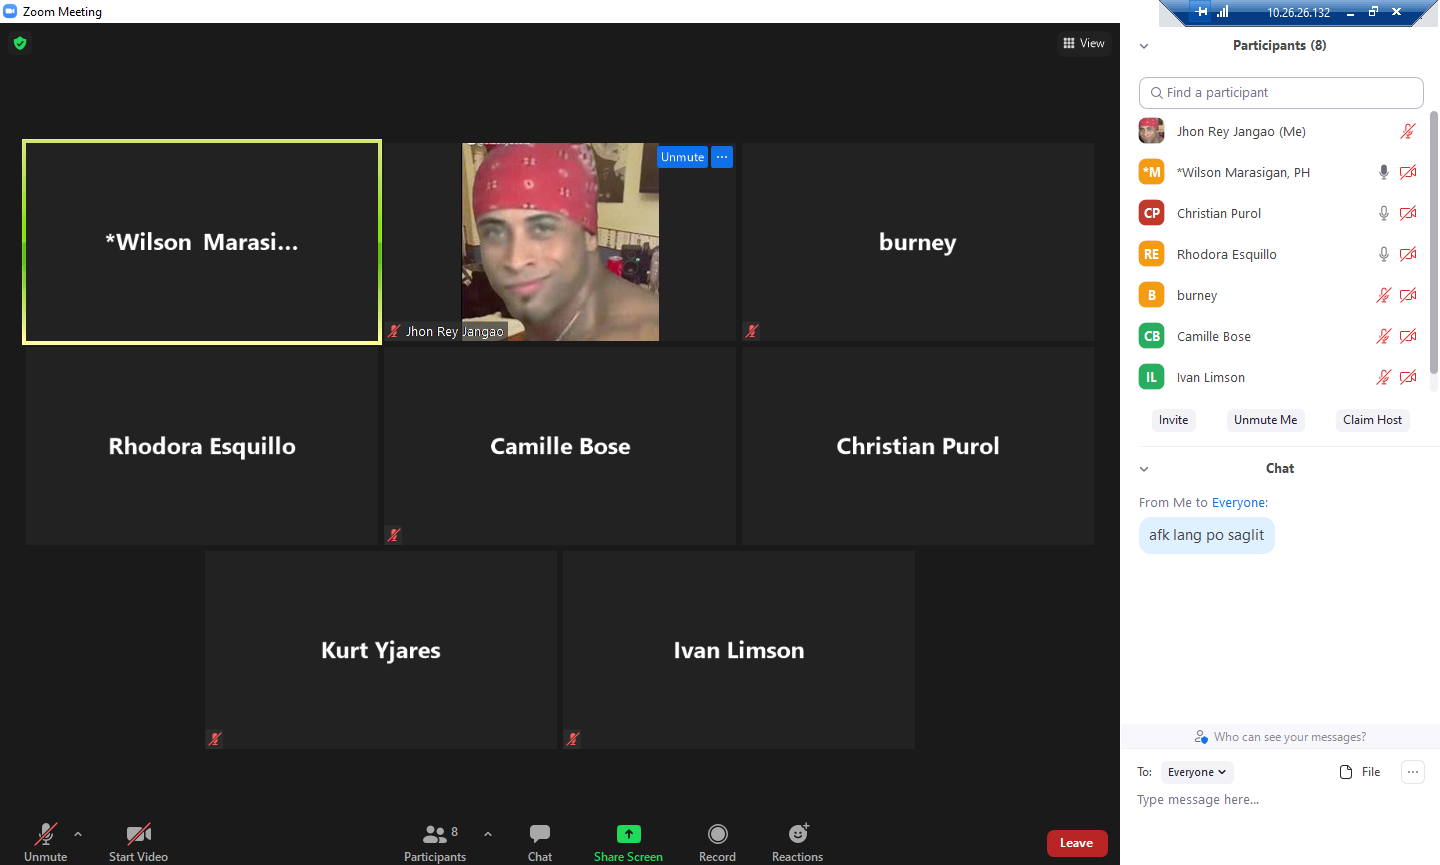 Zoom Meeting
10.26.26.132
View
*Wilson Marasi...
Unmute
Jhon Rey Jangao
burney
Rhodora Esquillo
Camille Bose
Christian Purol
Kurt Yjares
Ivan Limson
Unmute
Start Video
8
Participants
Chat
Share Screen
Record
Reactions
Leave
Participants (8)
Find a participant
Jhon Rey Jangao (Me)
*M *Wilson Marasigan, PH
CP Christian Purol
RE Rhodora Esquillo
B burney
CB Camille Bose
IL Ivan Limson
Invite Unmute Me Claim Host
Chat
From Me to Everyone:
afk lang po saglit
Who can see your messages?
To: Everyone File
Type message here...